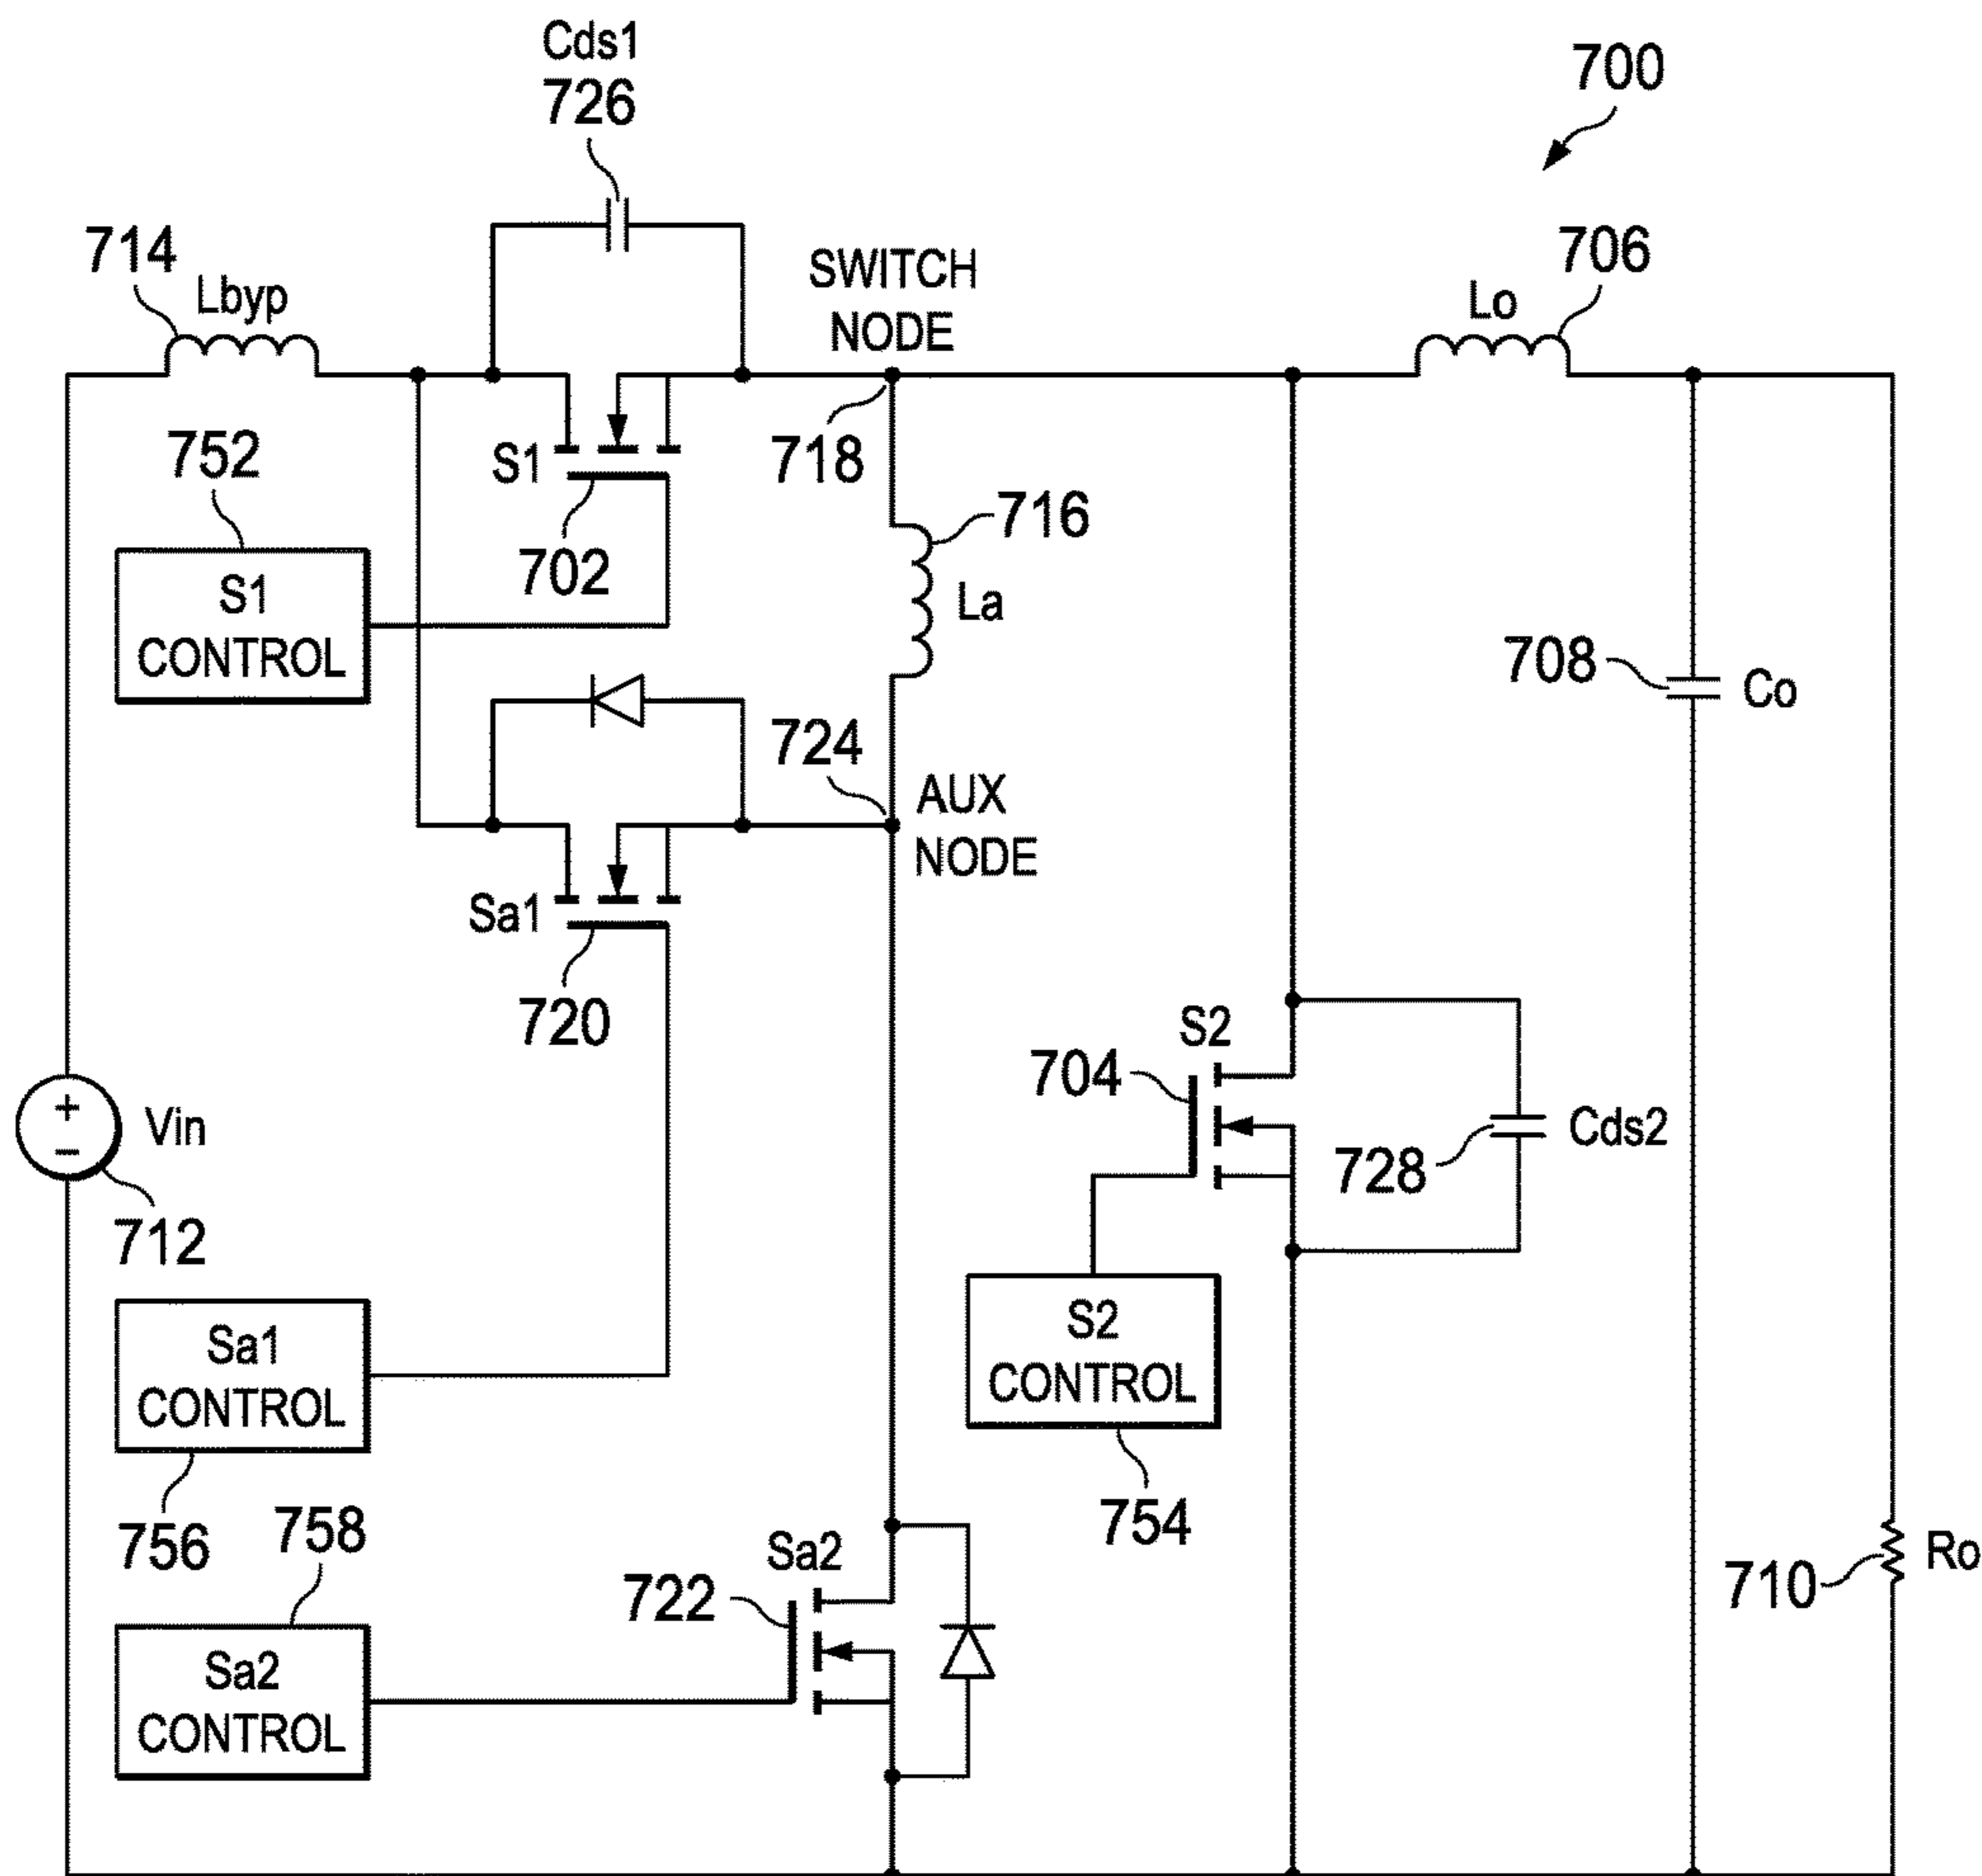 Cds1
726
700
714
Lbyp
SWITCH
NODE
706
Lo
752
S1
702
718
716
La
S1
CONTROL
708
Co
724
AUX
NODE
Sa1
720
S2
704
728
Cds2
+
−
Vin
712
Sa1
CONTROL
756
S2
CONTROL
754
758
Sa2
722
710
Ro
Sa2
CONTROL